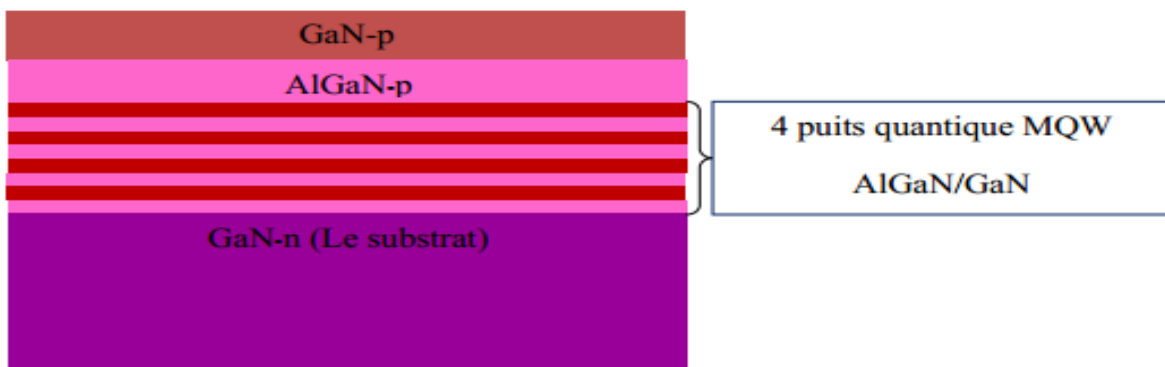 GaN-p
AlGaN-p
4 puits quantique MQW
AlGaN/GaN
GaN-n (Le substrat)